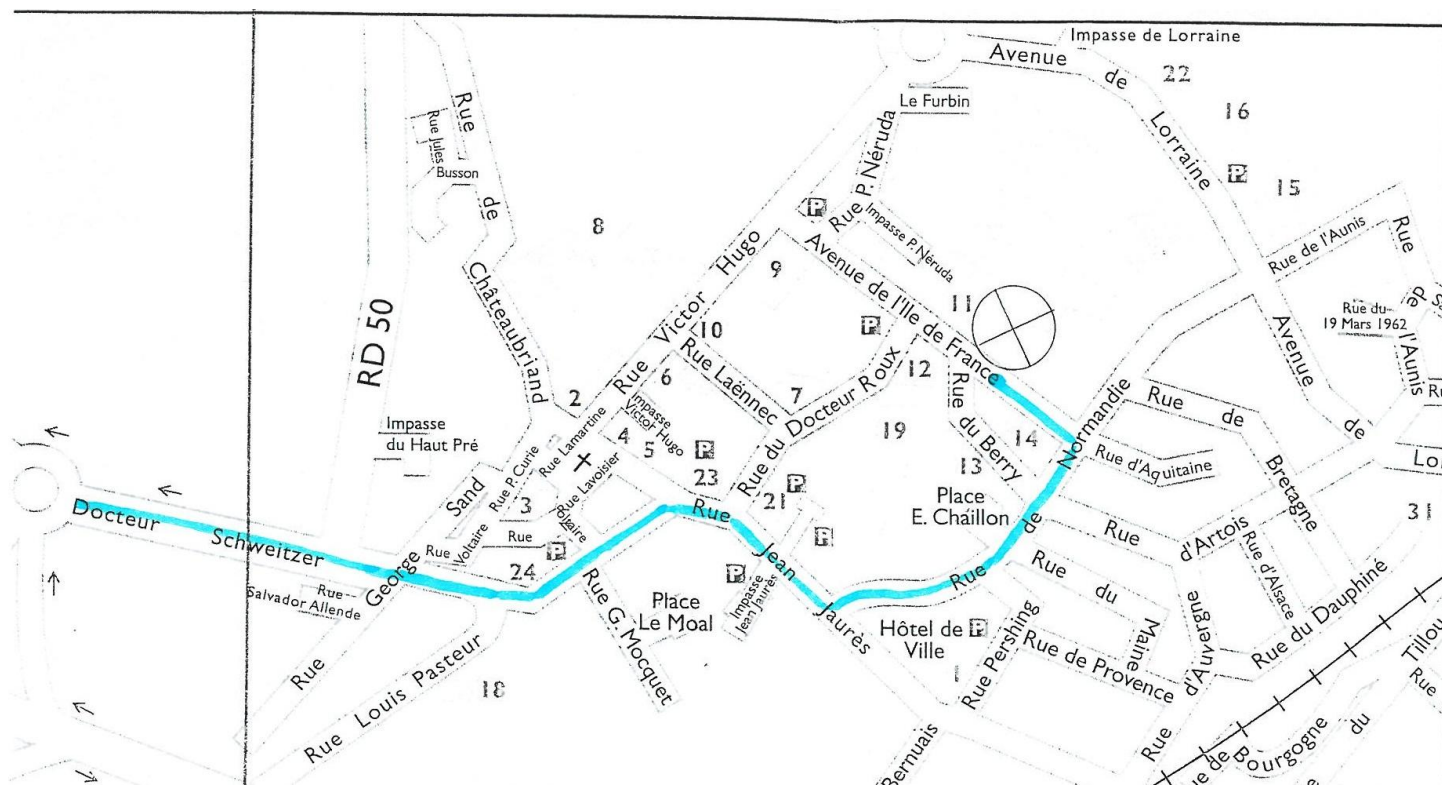 Impasse de Lorraine
Avenue de Lorraine
22
16
P
15
Le Furbin
Rue P. Néruda
Impasse P. Néruda
Rue de Châteaubriand
Rue Jules Busson
8
RD 50
Rue Victor Hugo
P
9
Avenue de l'Ile de France
11
10
P
Rue Laënnec
Rue du Docteur Roux
12
Rue de l'Aunis
Rue de l'Aunis
Rue du
19 Mars 1962
Avenue de
2
6
7
Impasse
Victor Hugo
Rue Lamartine
4
5
P
23
19
Rue du Berry
14
13
Rue de Normandie
Rue de Bretagne
Rue d'Aquitaine
Impasse
du Haut Pré
Rue P. Curie
Rue Lavoisier
3
Rue Voltaire
Rue
P
24
21
P
P
P
Place
E. Chaillon
Docteur Schweitzer
Rue George Sand
Rue
Salvador Allende
Rue Jean Jaurès
Impasse
Jean Jaurès
Place
Le Moal
Rue G. Mocquet
Rue Louis Pasteur
18
Hôtel de
Ville
P
1
Rue Pershing
Rue du Maine
Rue de Provence
Rue d'Auvergne
Rue d'Artois
Rue d'Alsace
Rue du Dauphiné
31
Bernuais
Rue de Bourgogne
du
Tillou
Rue